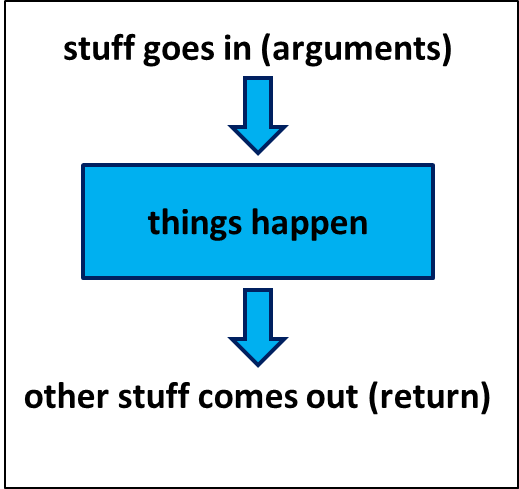 stuff goes in (arguments)
things happen
other stuff comes out (return)